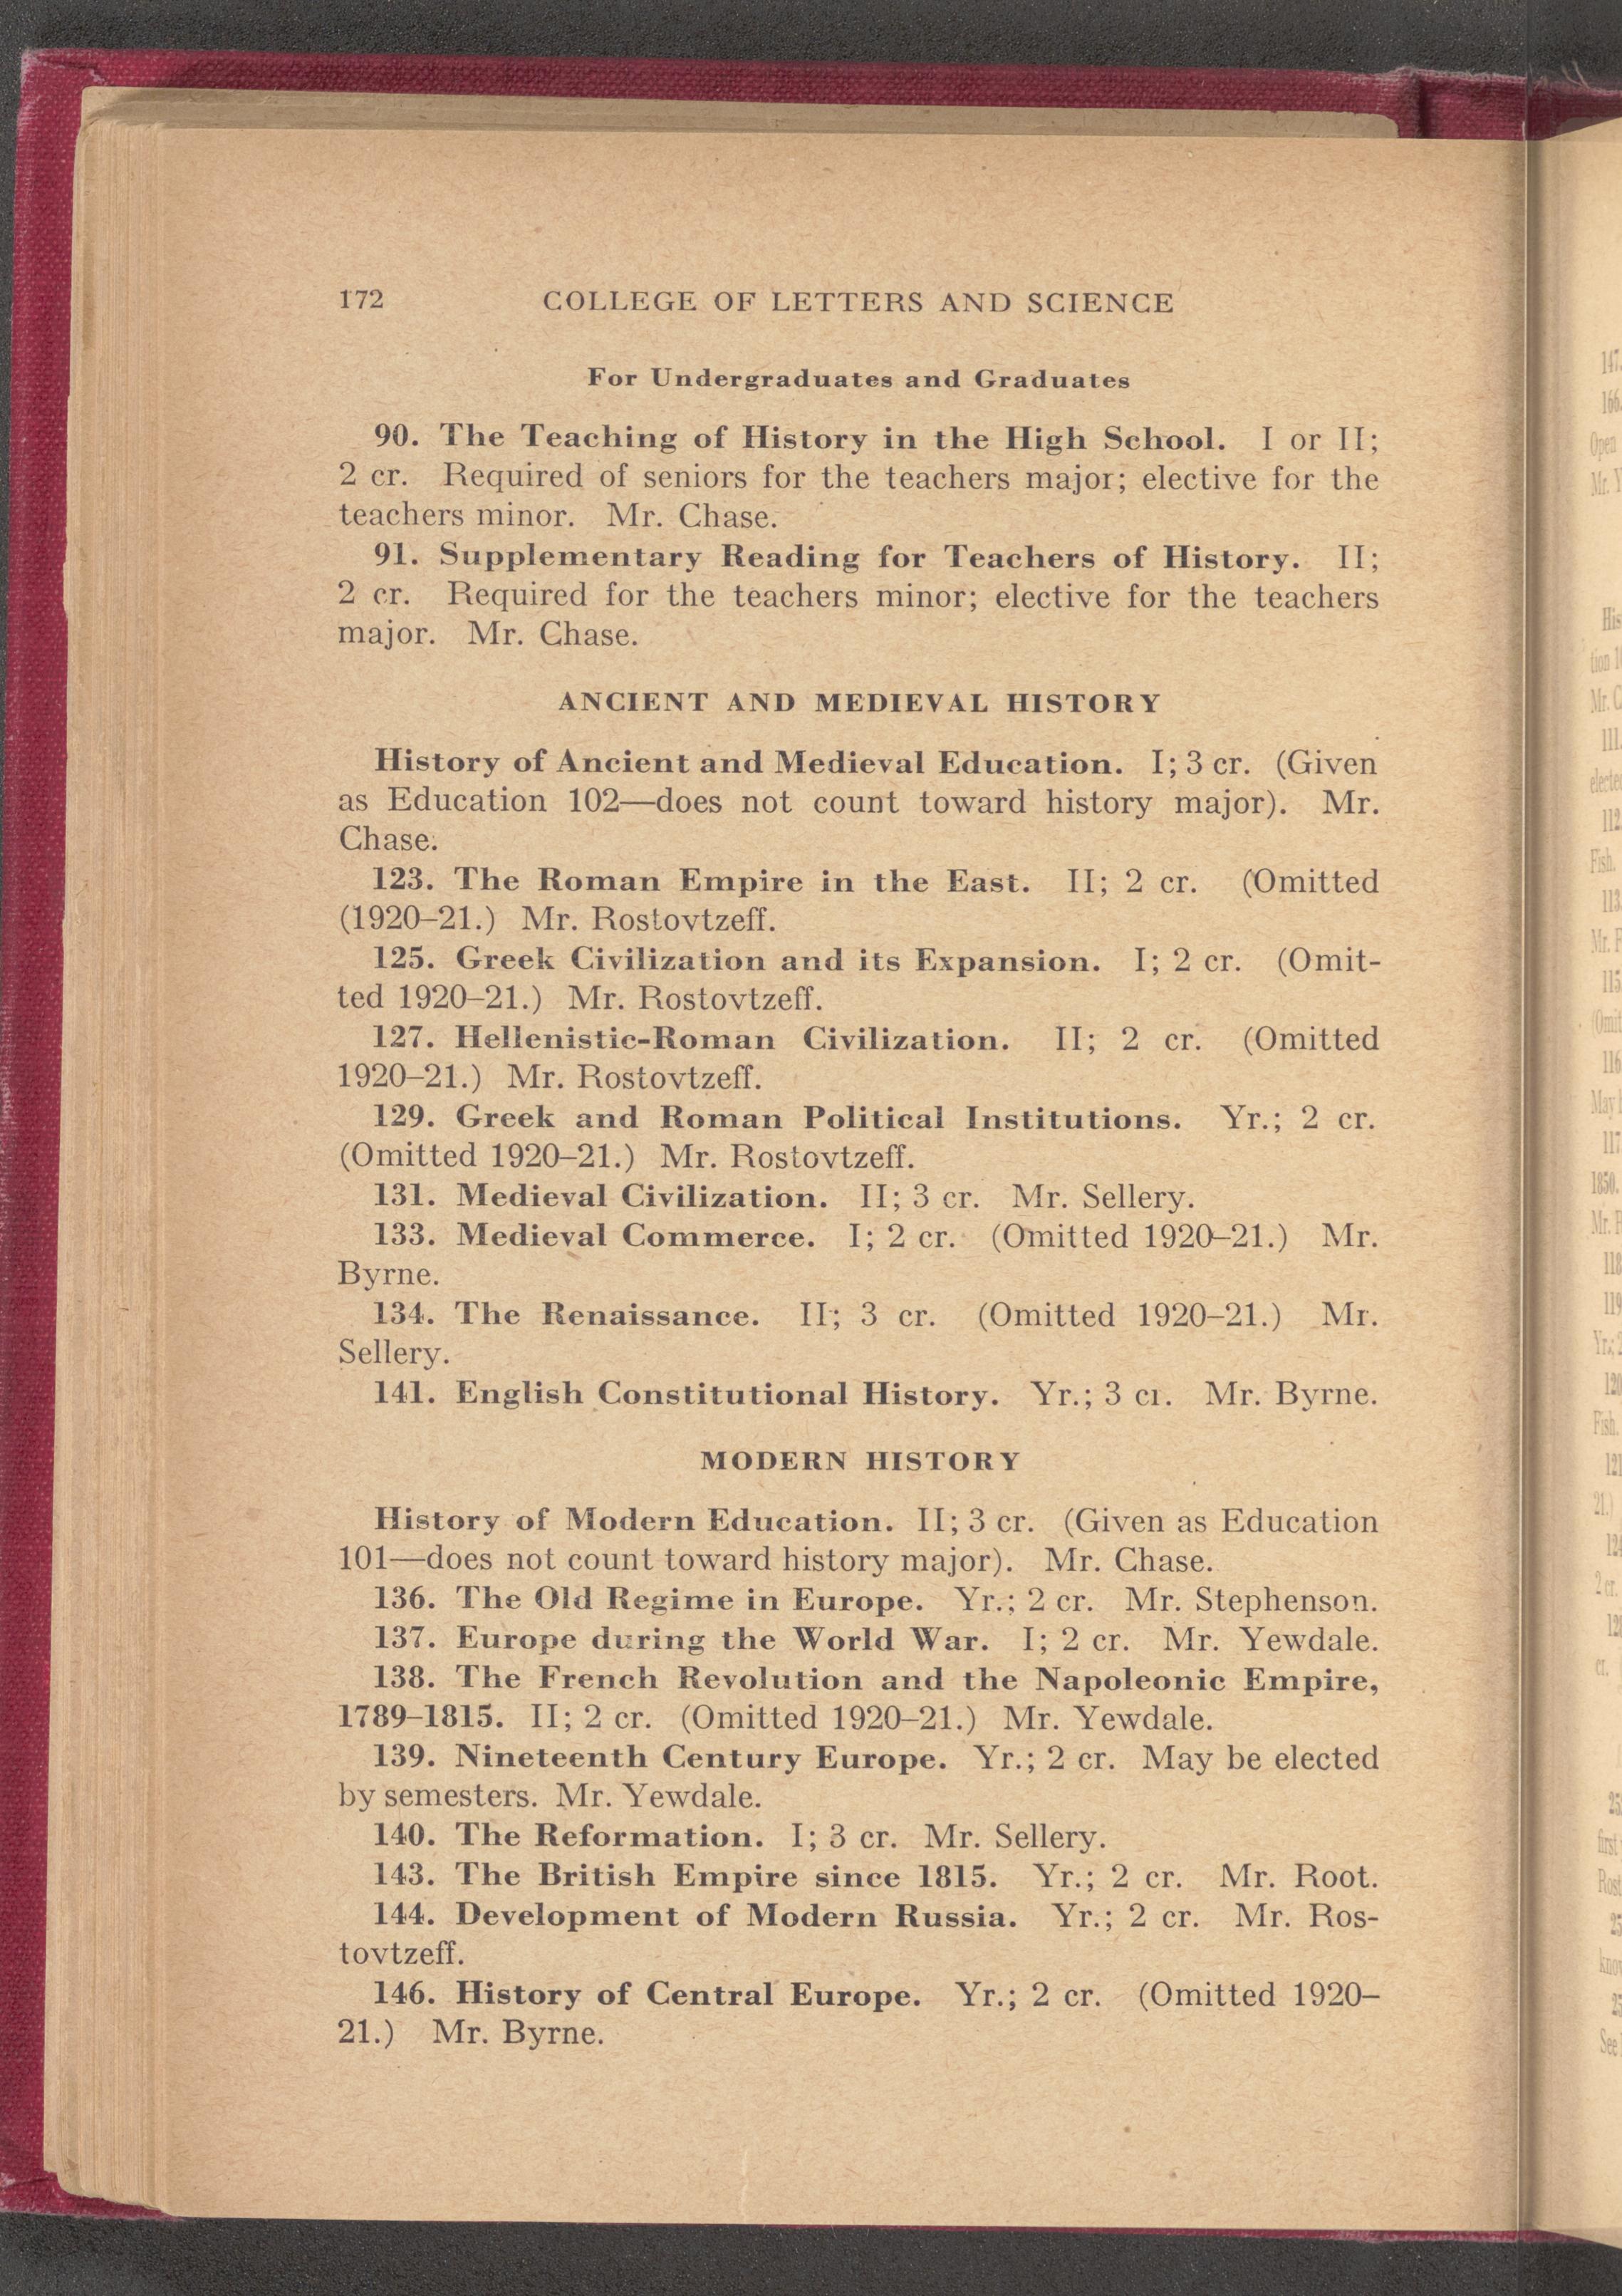 172 COLLEGE OF LETTERS AND SCIENCE
For Undergraduates and Graduates
90. The Teaching of History in the High School. I or II;
2 cr. Required of seniors for the teachers major; elective for the
teachers minor. Mr. Chase.
91. Supplementary Reading for Teachers of History. II;
2 cr. Required for the teachers minor; elective for the teachers
major. Mr. Chase.
ANCIENT AND MEDIEVAL HISTORY
History of Ancient and Medieval Education. I; 3 cr. (Given
as Education 102—does not count toward history major). Mr.
Chase.
123. The Roman Empire in the East. II; 2 cr. (Omitted
(1920–21.) Mr. Rostovtzeff.
125. Greek Civilization and its Expansion. I; 2 cr. (Omit-
ted 1920–21.) Mr. Rostovtzeff.
127. Hellenistic-Roman Civilization. II; 2 cr. (Omitted
1920–21.) Mr. Rostovtzeff.
129. Greek and Roman Political Institutions. Yr.; 2 cr.
(Omitted 1920–21.) Mr. Rostovtzeff.
131. Medieval Civilization. II; 3 cr. Mr. Sellery.
133. Medieval Commerce. I; 2 cr. (Omitted 1920–21.) Mr.
Byrne.
134. The Renaissance. II; 3 cr. (Omitted 1920–21.) Mr.
Sellery.
141. English Constitutional History. Yr.; 3 cr. Mr. Byrne.
MODERN HISTORY
History of Modern Education. II; 3 cr. (Given as Education
101—does not count toward history major). Mr. Chase.
136. The Old Regime in Europe. Yr.; 2 cr. Mr. Stephenson.
137. Europe during the World War. I; 2 cr. Mr. Yewdale.
138. The French Revolution and the Napoleonic Empire,
1789–1815. II; 2 cr. (Omitted 1920–21.) Mr. Yewdale.
139. Nineteenth Century Europe. Yr.; 2 cr. May be elected
by semesters. Mr. Yewdale.
140. The Reformation. I; 3 cr. Mr. Sellery.
143. The British Empire since 1815. Yr.; 2 cr. Mr. Root.
144. Development of Modern Russia. Yr.; 2 cr. Mr. Ros-
tovtzeff.
146. History of Central Europe. Yr.; 2 cr. (Omitted 1920–
21.) Mr. Byrne.